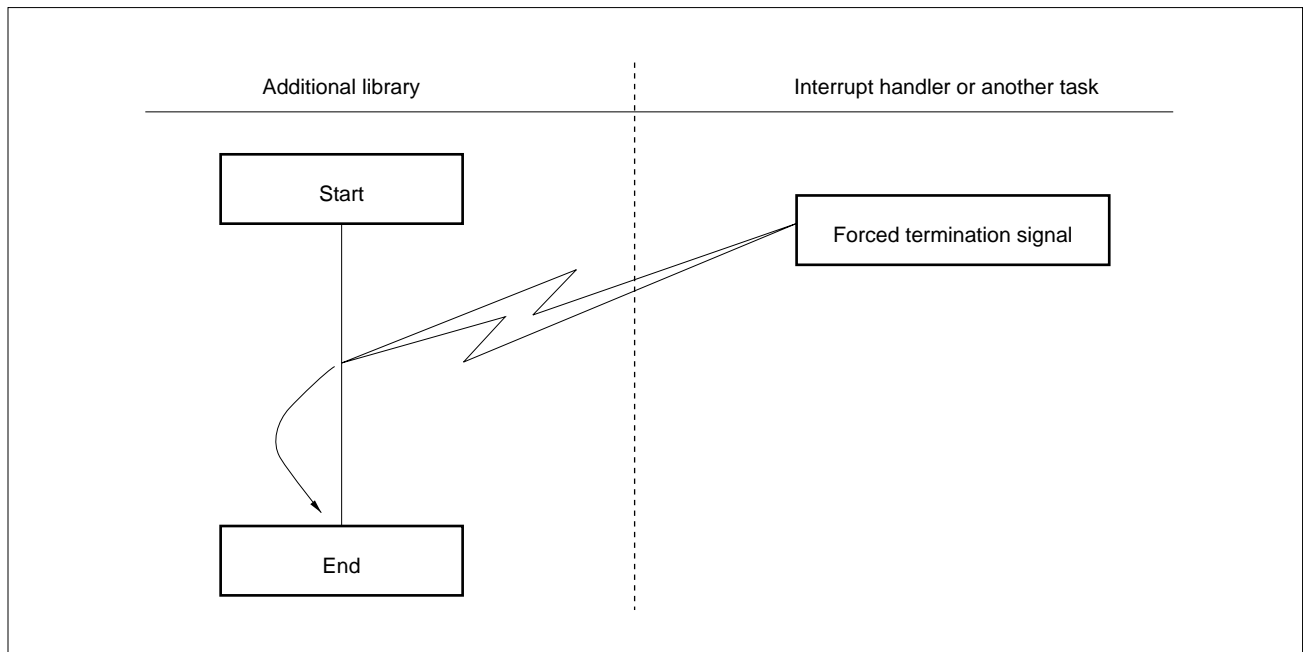 Additional library
Interrupt handler or another task
Start
Forced termination signal
End